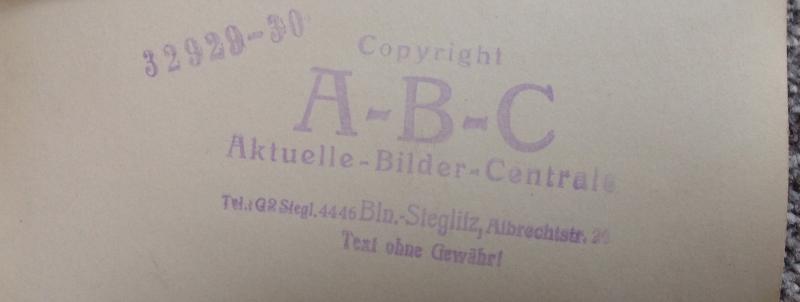 32929-30
Copyright
A-B-C
Aktuelle-Bilder-Centrale
Tel.: G2 Stegl. 4446 Bln.-Steglitz, Albrechtstr.
Text ohne Gewähr!